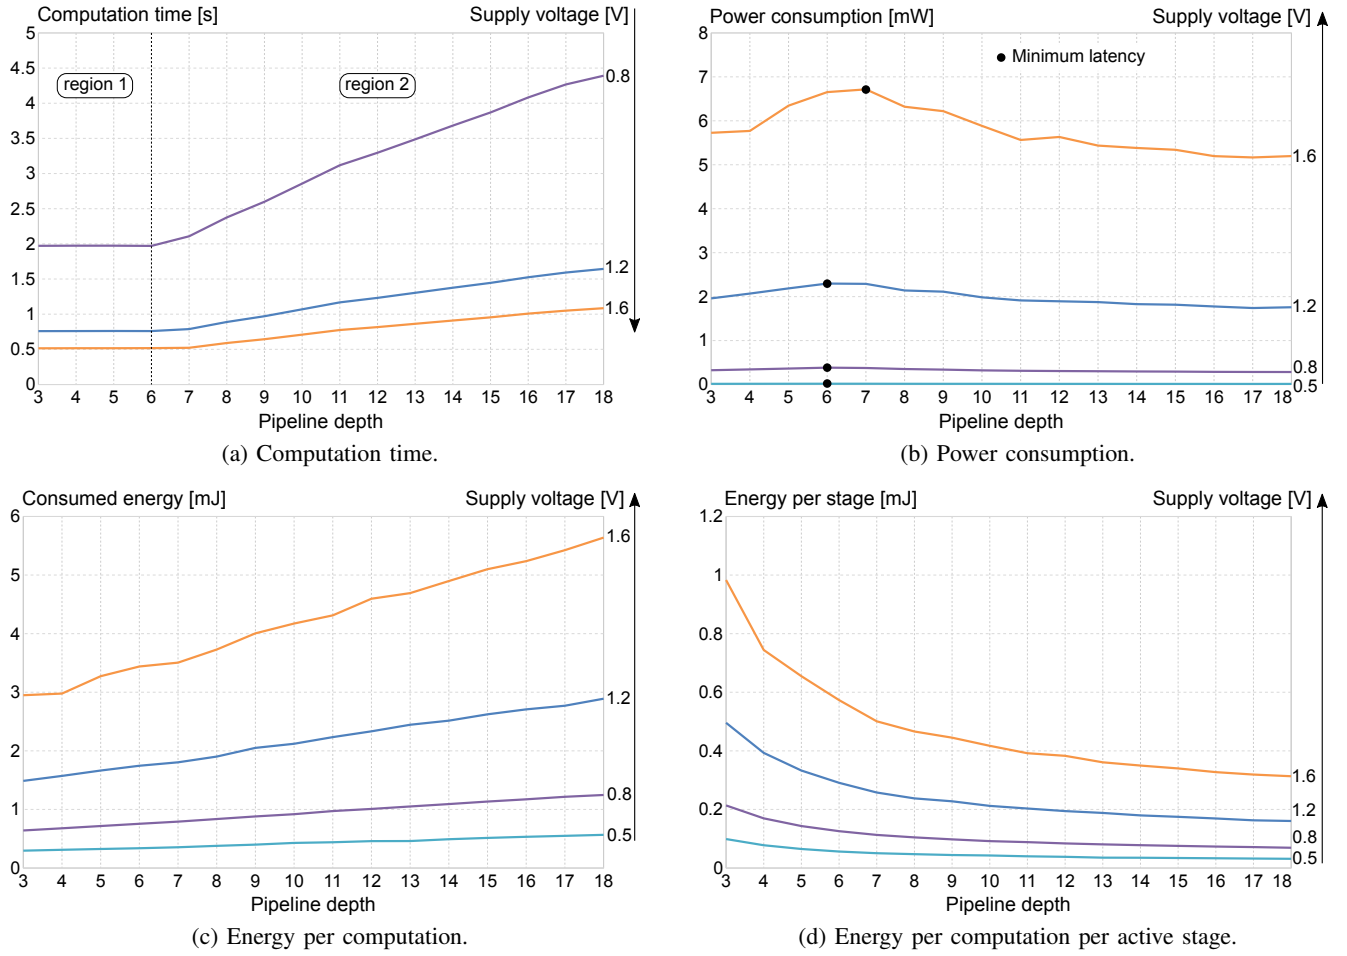 Computation time [s]
Supply voltage [V]
5
4.5
4
3.5
3
2.5
2
1.5
1
0.5
0
region 1
region 2
0.8
1.2
1.6
3 4 5 6 7 8 9 10 11 12 13 14 15 16 17 18
Pipeline depth
(a) Computation time.
Power consumption [mW]
Supply voltage [V]
8
7
6
5
4
3
2
1
0
Minimum latency
1.6
1.2
0.8
0.5
3 4 5 6 7 8 9 10 11 12 13 14 15 16 17 18
Pipeline depth
(b) Power consumption.
Consumed energy [mJ]
Supply voltage [V]
6
5
4
3
2
1
0
1.6
1.2
0.8
0.5
3 4 5 6 7 8 9 10 11 12 13 14 15 16 17 18
Pipeline depth
(c) Energy per computation.
Energy per stage [mJ]
Supply voltage [V]
1.2
1
0.8
0.6
0.4
0.2
0
1.6
1.2
0.8
0.5
3 4 5 6 7 8 9 10 11 12 13 14 15 16 17 18
Pipeline depth
(d) Energy per computation per active stage.